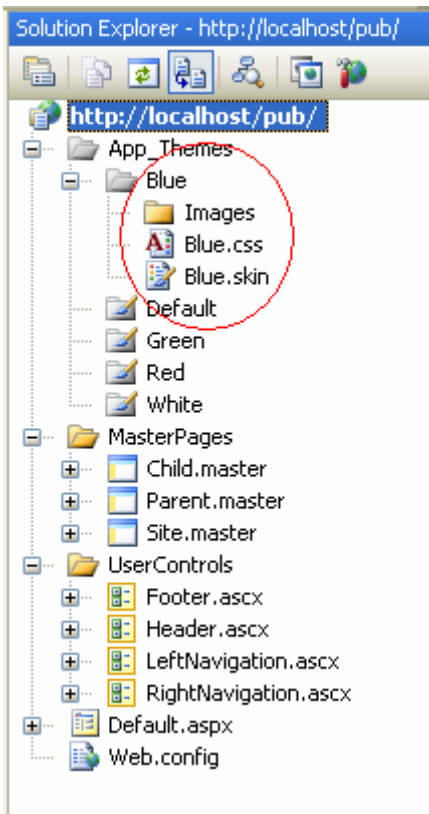 Solution Explorer - http://localhost/pub/
http://localhost/pub/
App_Themes
Blue
Images
Blue.css
Blue.skin
Default
Green
Red
White
MasterPages
Child.master
Parent.master
Site.master
UserControls
Footer.ascx
Header.ascx
LeftNavigation.ascx
RightNavigation.ascx
Default.aspx
Web.config